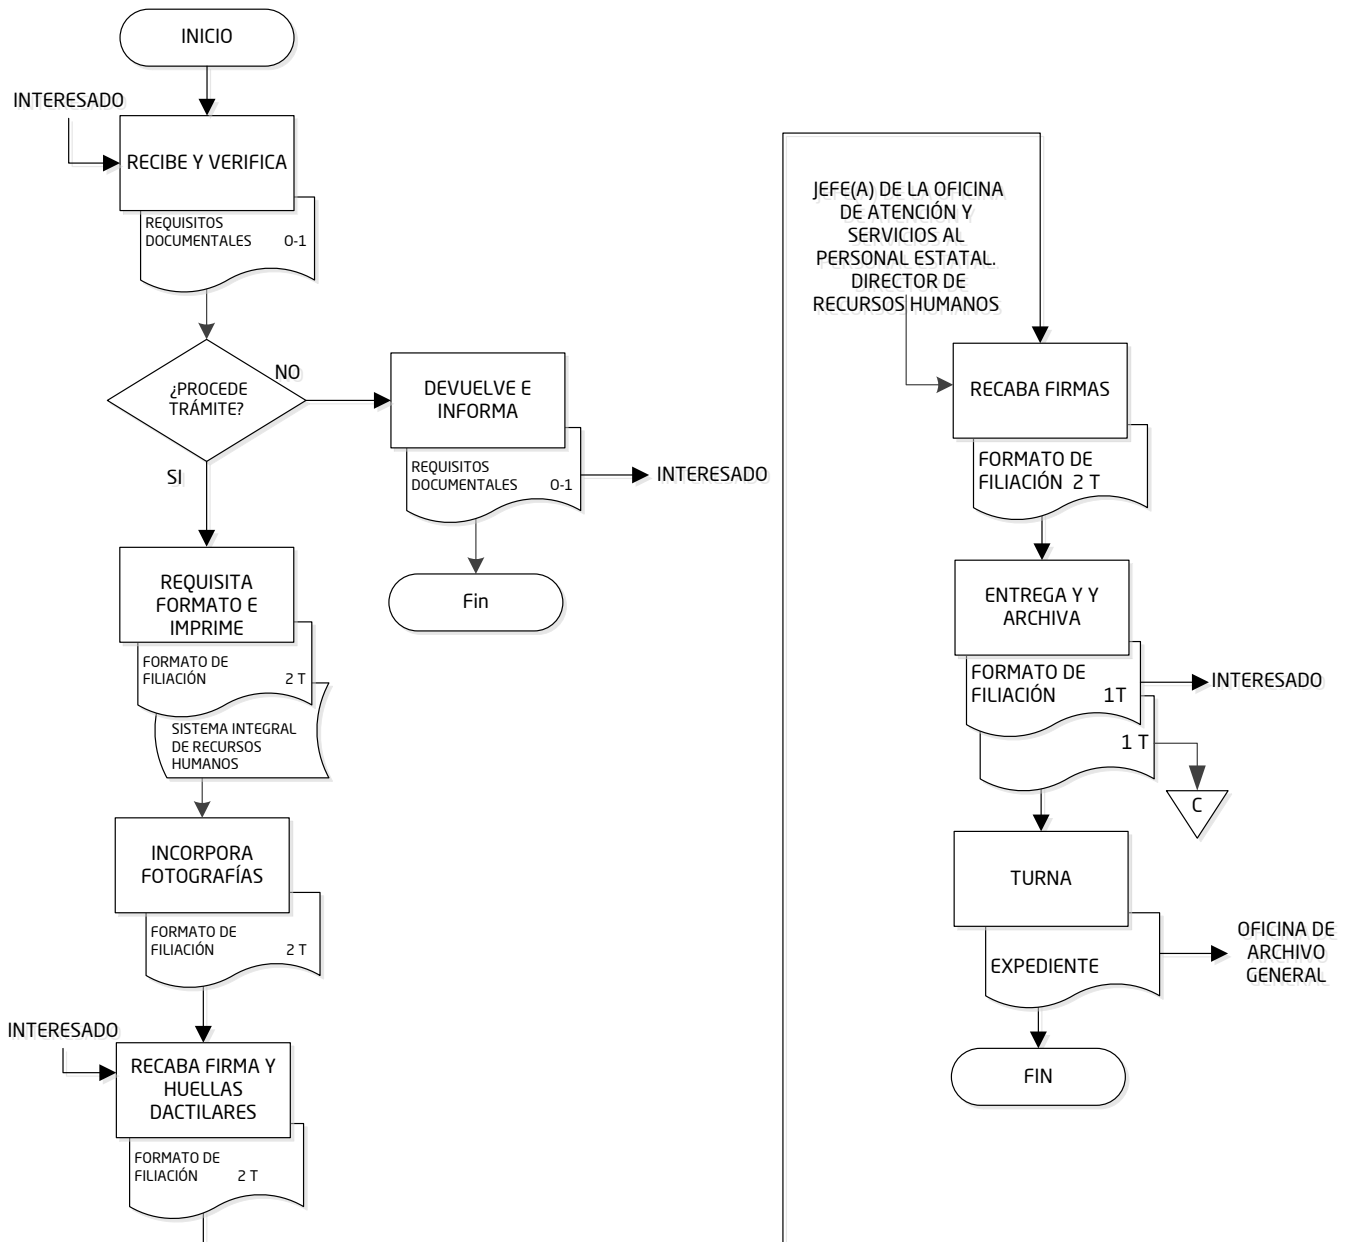 INICIO
INTERESADO
RECIBE Y VERIFICA
REQUISITOS
DOCUMENTALES 0-1
¿PROCEDE
TRÁMITE?
NO
SI
DEVUELVE E
INFORMA
REQUISITOS
DOCUMENTALES 0-1
INTERESADO
Fin
REQUISITA
FORMATO E
IMPRIME
FORMATO DE
FILIACIÓN 2 T
SISTEMA INTEGRAL
DE RECURSOS
HUMANOS
INCORPORA
FOTOGRAFÍAS
FORMATO DE
FILIACIÓN 2 T
INTERESADO
RECABA FIRMA Y
HUELLAS
DACTILARES
FORMATO DE
FILIACIÓN 2 T
JEFE(A) DE LA OFICINA
DE ATENCIÓN Y
SERVICIOS AL
PERSONAL ESTATAL.
DIRECTOR DE
RECURSOS HUMANOS
RECABA FIRMAS
FORMATO DE
FILIACIÓN 2 T
ENTREGA Y Y
ARCHIVA
FORMATO DE
FILIACIÓN 1T
INTERESADO
1 T
C
TURNA
EXPEDIENTE
OFICINA DE
ARCHIVO
GENERAL
FIN